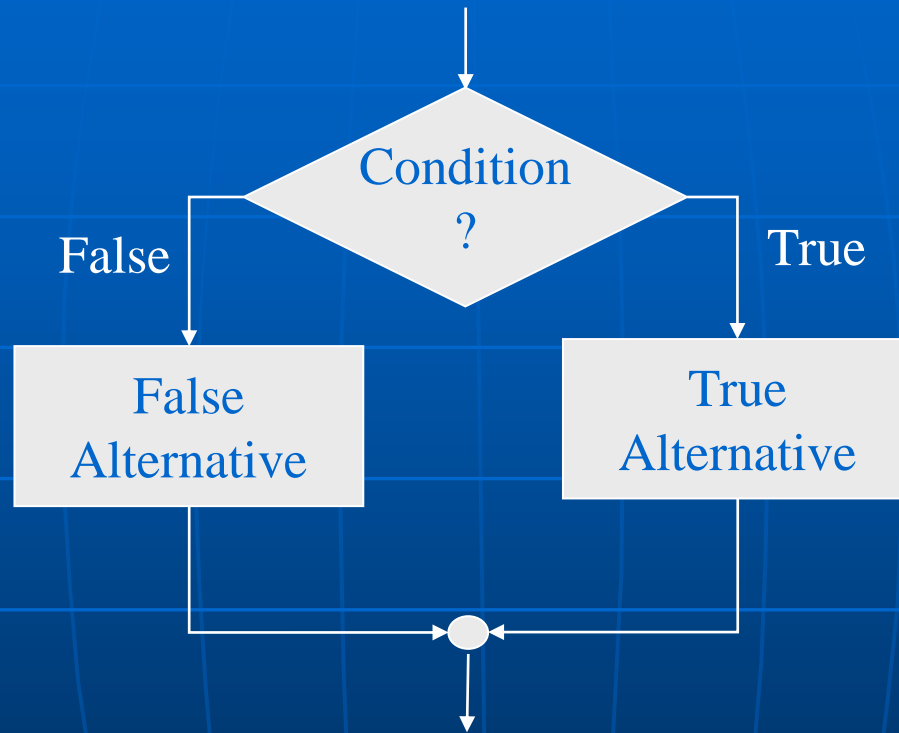 Condition
?
False
True
False
Alternative
True
Alternative